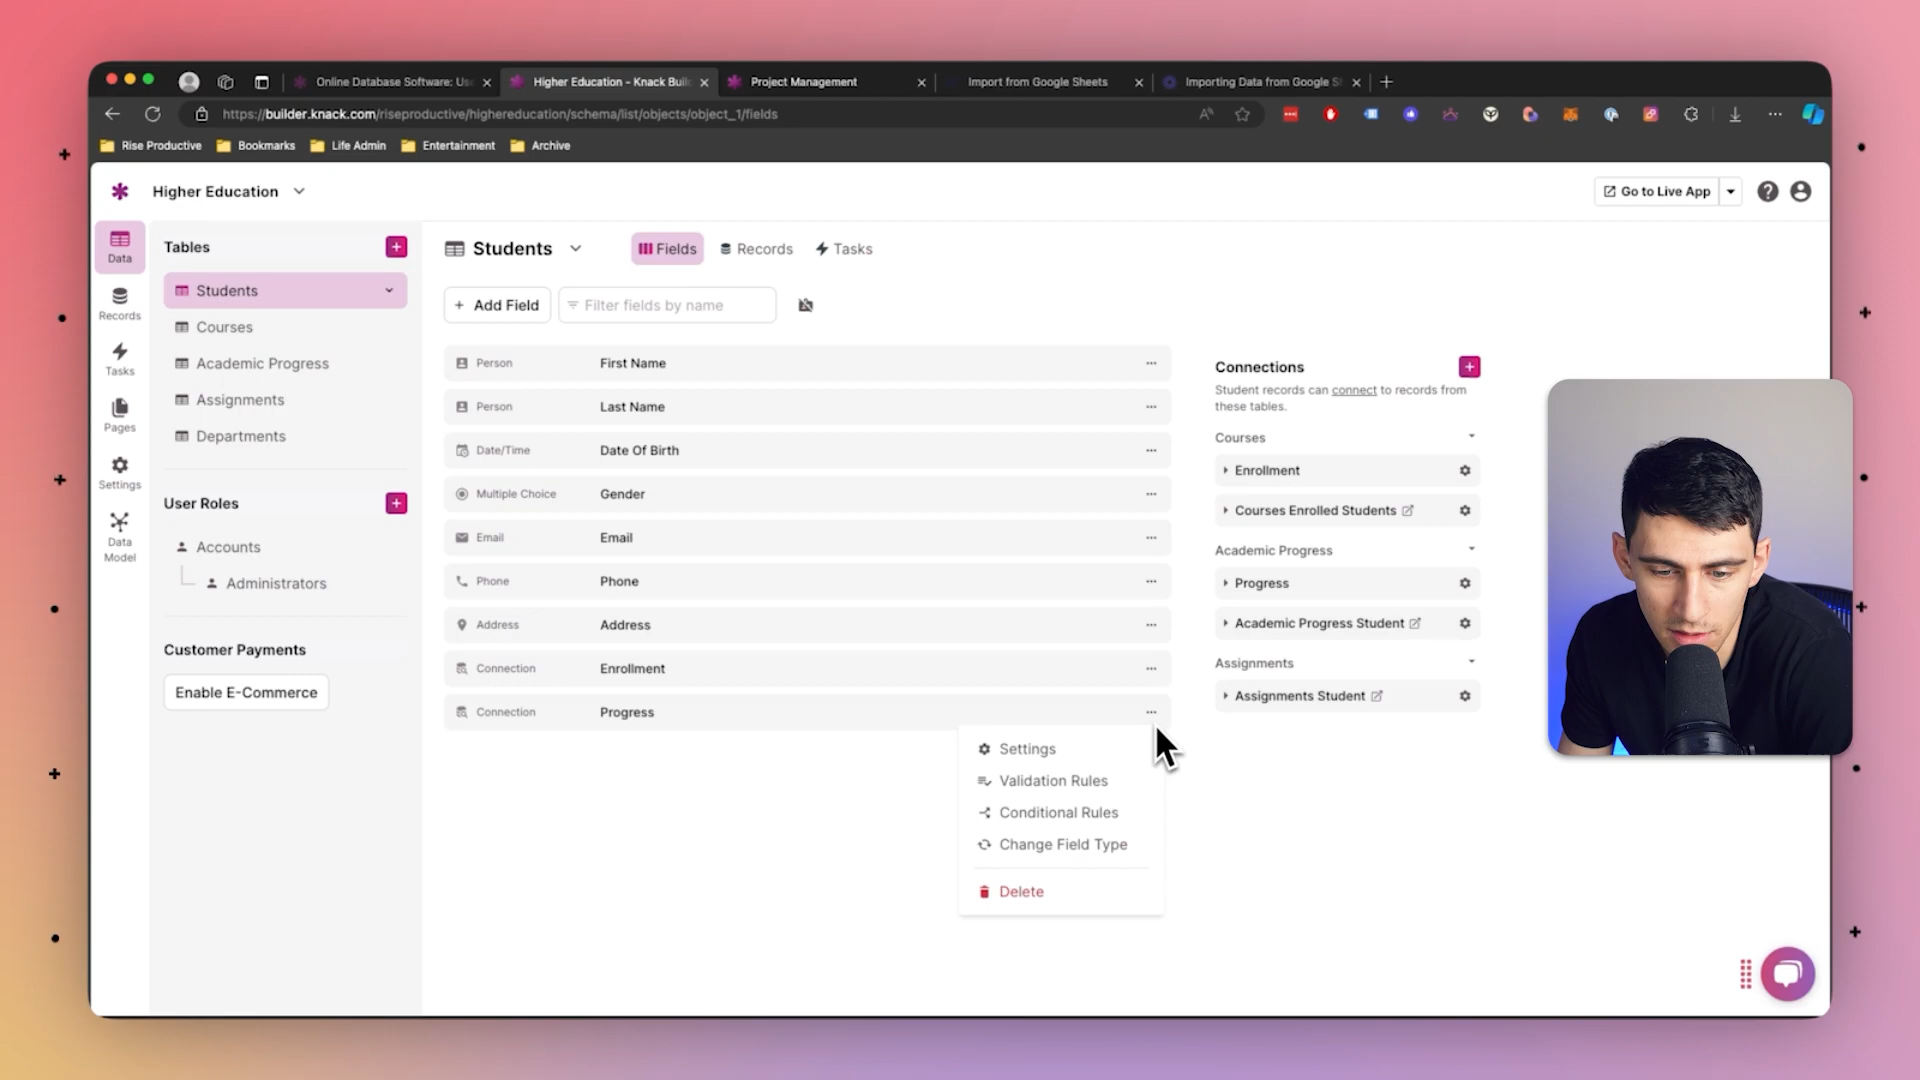 Online Database Software: Us
Higher Education - Knack Buil
Project Management
Import from Google Sheets
Importing Data from Google S
https://builder.knack.com/riseproductive/highereducation/schema/list/objects/object_1/fields
Rise Productive
Bookmarks
Life Admin
Entertainment
Archive
Higher Education
Go to Live App
Data
Records
Tasks
Pages
Settings
Data
Model
Tables
Students
Courses
Academic Progress
Assignments
Departments
User Roles
Accounts
Administrators
Customer Payments
Enable E-Commerce
Students
Fields
Records
Tasks
+ Add Field
Filter fields by name
Person First Name
Person Last Name
Date/Time Date Of Birth
Multiple Choice Gender
Email Email
Phone Phone
Address Address
Connection Enrollment
Connection Progress
Settings
Validation Rules
Conditional Rules
Change Field Type
Delete
Connections
Student records can connect to records from
these tables.
Courses
Enrollment
Courses Enrolled Students
Academic Progress
Progress
Academic Progress Student
Assignments
Assignments Student